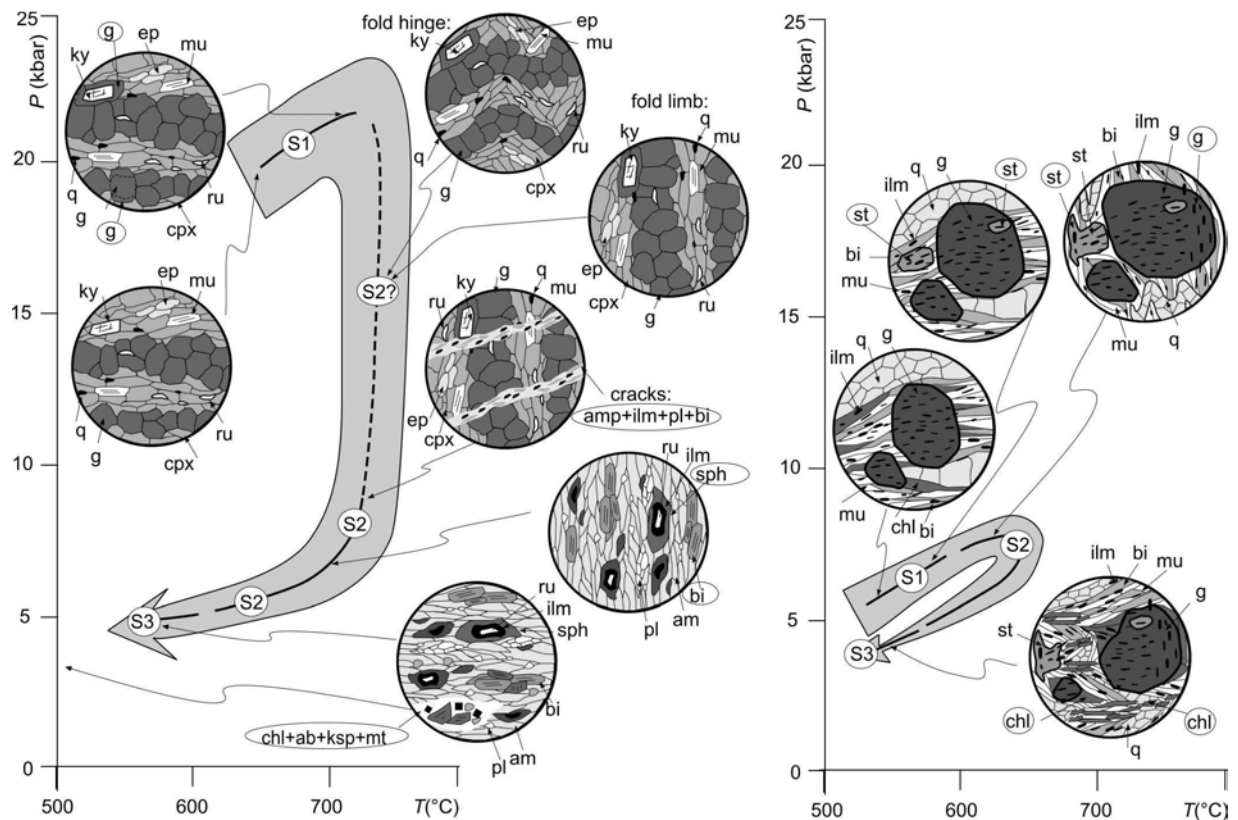 25
P (kbar)
20
15
10
5
0
500
600
700
T(°C)
S1
S2?
S2
S2
S3
ky
g
ep
mu
q
g
g
cpx
ru
ky
ep
mu
q
g
cpx
ru
fold hinge:
ky
ep
mu
q
g
cpx
ru
fold limb:
ky
q
mu
ep
cpx
g
ru
ky
g
q
mu
ru
ep
cpx
cracks:
amp+ilm+pl+bi
ru
ilm
sph
bi
am
pl
ru
ilm
sph
bi
am
pl
chl+ab+ksp+mt
25
P (kbar)
20
15
10
5
0
500
600
700
T(°C)
S1
S2
S3
q
g
st
ilm
st
bi
mu
st
st
bi
ilm
g
g
mu
q
ilm
q
g
mu
chl
bi
ilm
bi
mu
g
st
chl
chl
q